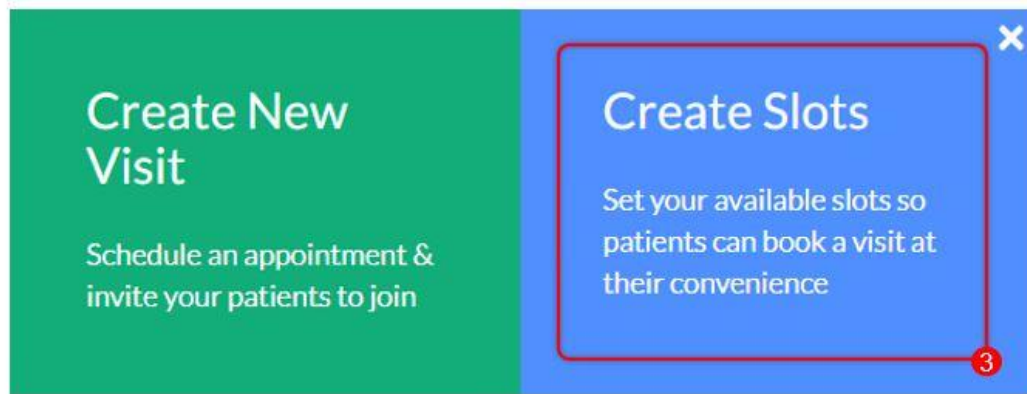 Create New
Visit
Schedule an appointment &
invite your patients to join
Create Slots
Set your available slots so
patients can book a visit at
their convenience
3